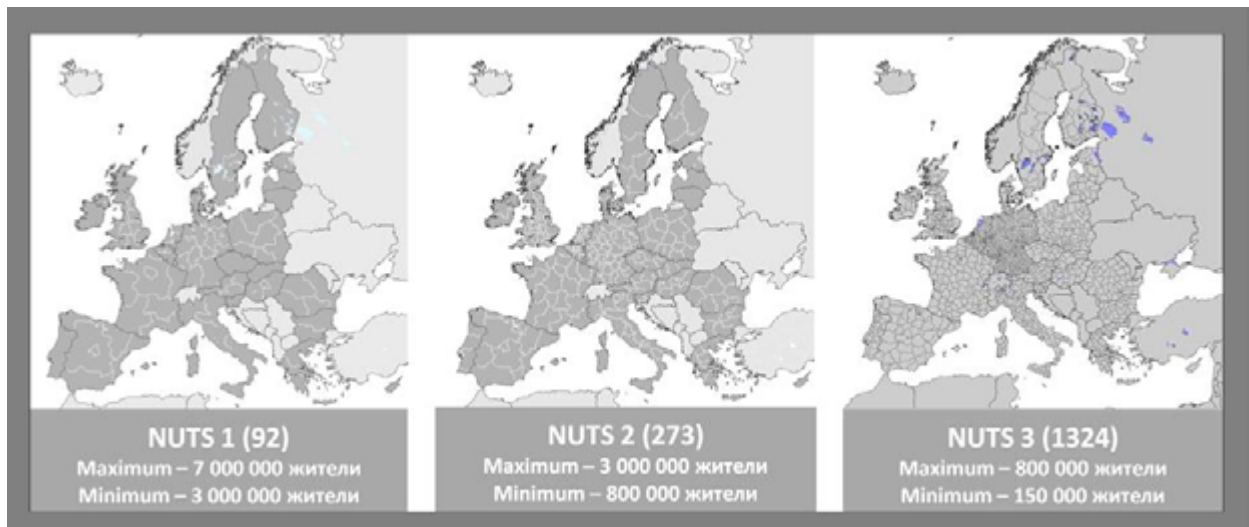 NUTS 1 (92)
Maximum – 7 000 000 жители
Minimum – 3 000 000 жители
NUTS 2 (273)
Maximum – 3 000 000 жители
Minimum – 800 000 жители
NUTS 3 (1324)
Maximum – 800 000 жители
Minimum – 150 000 жители